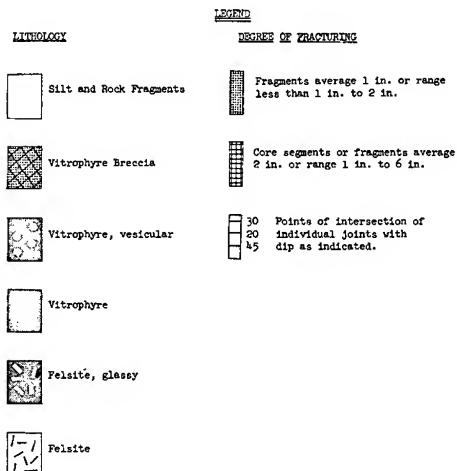 LEGEND
LITHOLOGY
DEGREE OF FRACTURING
Silt and Rock Fragments
Fragments average 1 in. or range
less than 1 in. to 2 in.
Vitrophyre Breccia
Core segments or fragments average
2 in. or range 1 in. to 6 in.
Vitrophyre, vesicular
30
20
45
Points of intersection of
individual joints with
dip as indicated.
Vitrophyre
Felsite, glassy
Felsite